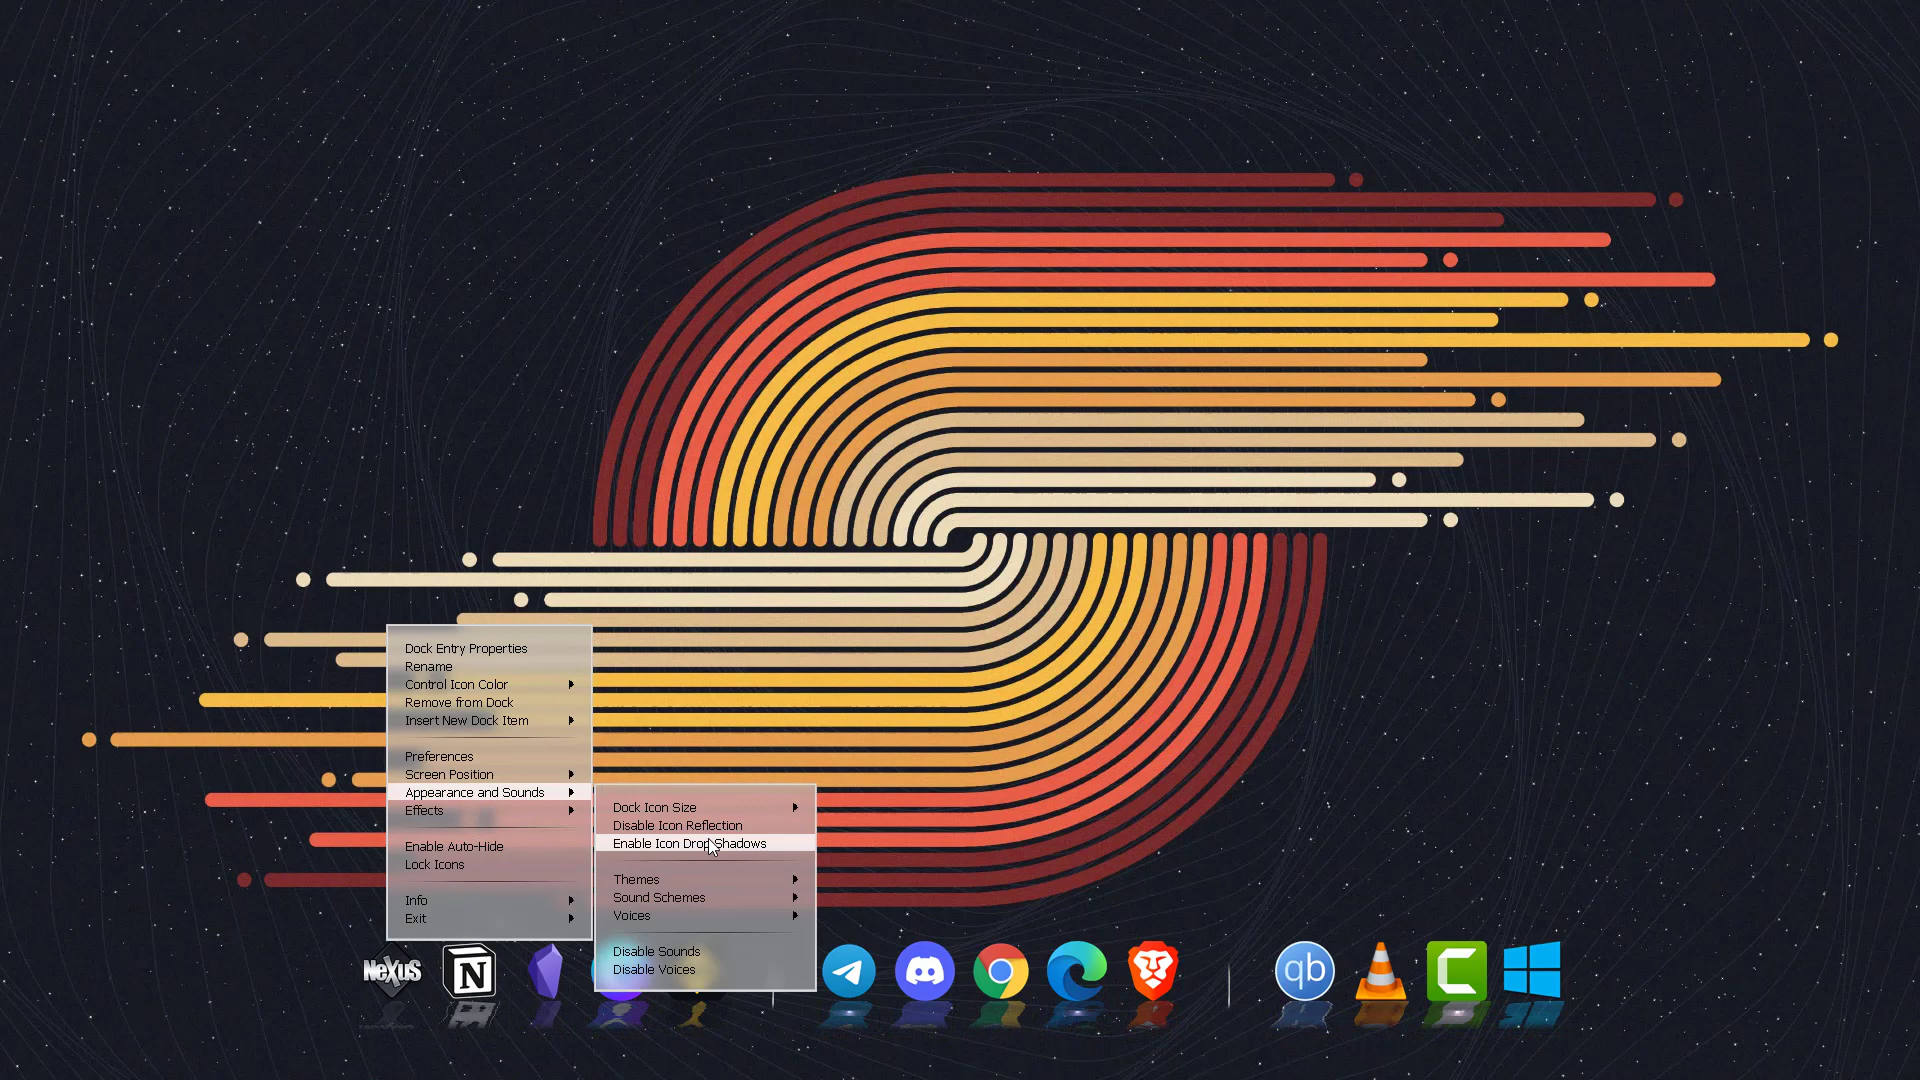 Dock Entry Properties
Rename
Control Icon Color
Remove from Dock
Insert New Dock Item
Preferences
Screen Position
Appearance and Sounds
Effects
Enable Auto-Hide
Lock Icons
Info
Exit
Dock Icon Size
Disable Icon Reflection
Enable Icon Drop Shadows
Themes
Sound Schemes
Voices
Disable Sounds
Disable Voices
NeXuS
N
qb
C